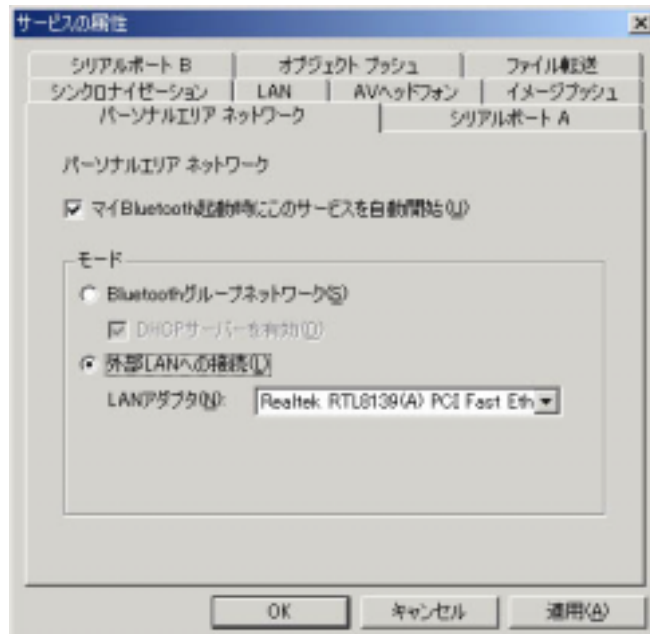 サービスの属性
シリアルポート B オブジェクト プッシュ ファイル転送
シンクロナイゼーション LAN AVヘッドフォン イメージプッシュ
パーソナルエリア ネットワーク シリアルポート A
パーソナルエリア ネットワーク
マイBluetooth起動時にこのサービスを自動開始(U)
モード
Bluetoothグループネットワーク(S)
DHCPサーバーを有効(D)
外部LANへの接続(L)
LANアダプタ(N): Realtek RTL8139(A) PCI Fast Eth
OK キャンセル 適用(A)